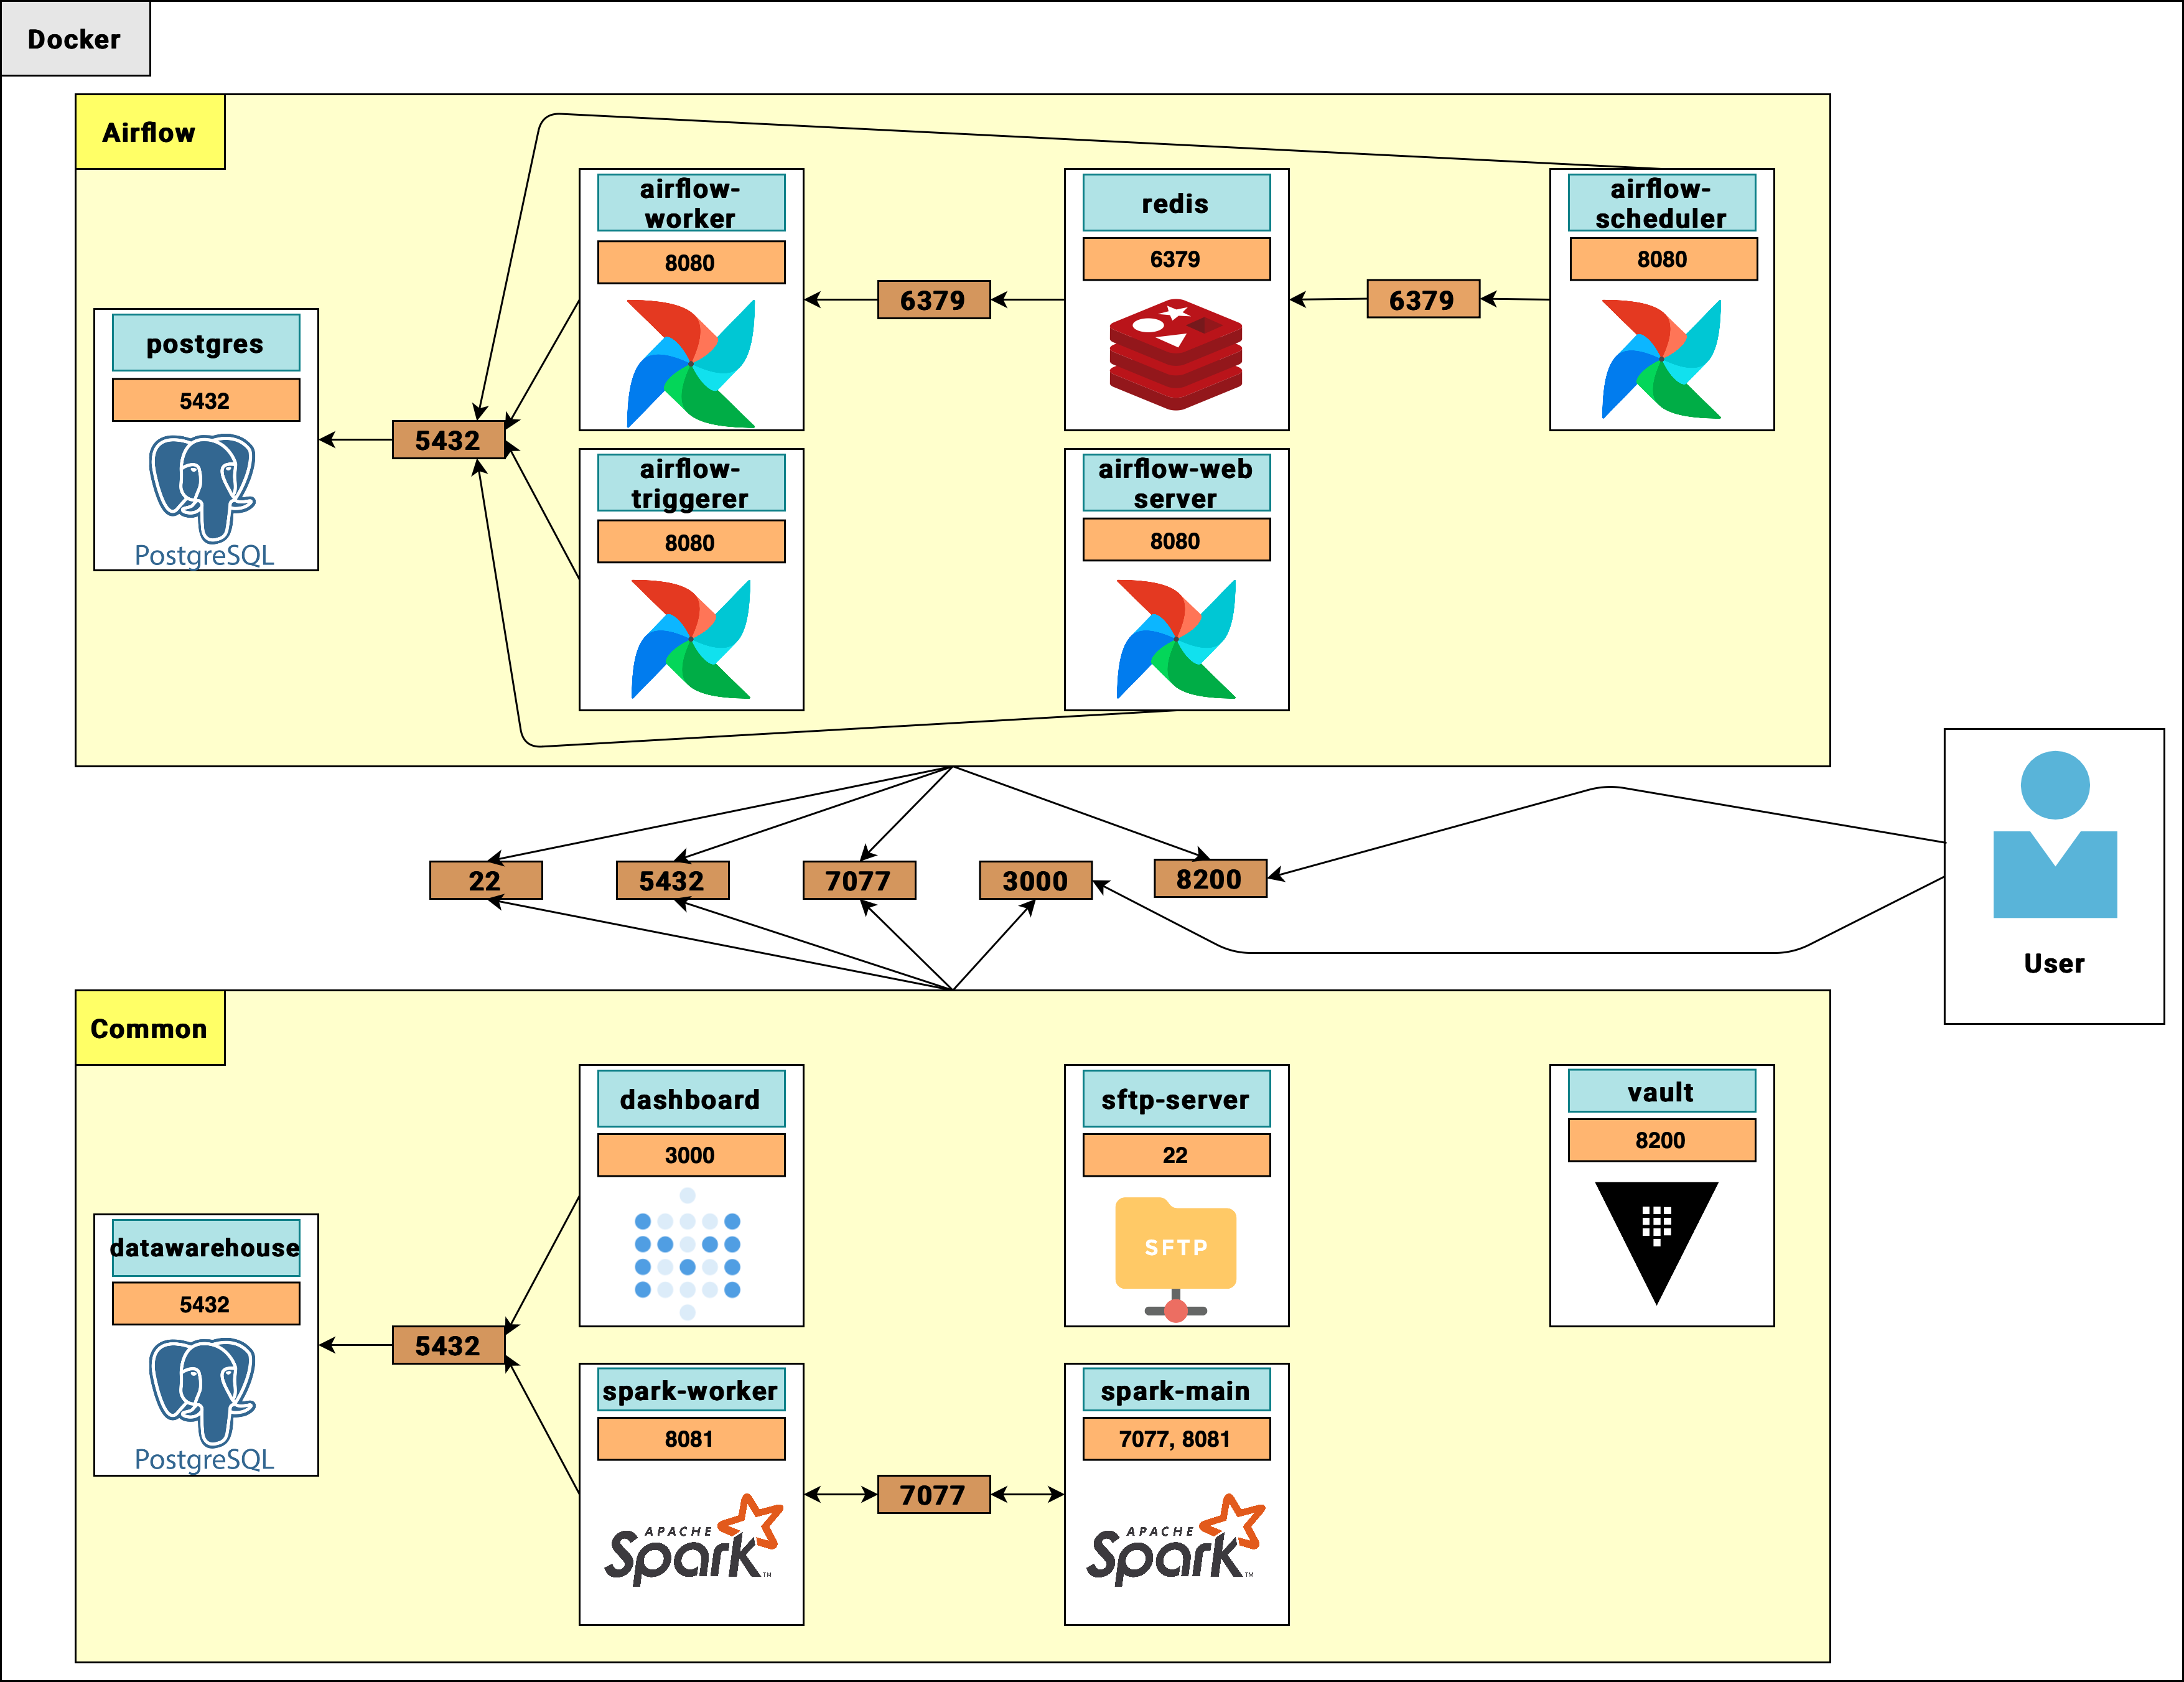 Docker
Airflow
airflow-
worker
8080
redis
6379
airflow-
scheduler
8080
6379
6379
postgres
5432
PostgreSQL
5432
airflow-
triggerer
8080
airflow-web
server
8080
22
5432
7077
3000
8200
User
Common
dashboard
3000
sftp-server
22
SFTP
vault
8200
datawarehouse
5432
PostgreSQL
5432
spark-worker
8081
APACHE
Spark™
7077
spark-main
7077, 8081
APACHE
Spark™